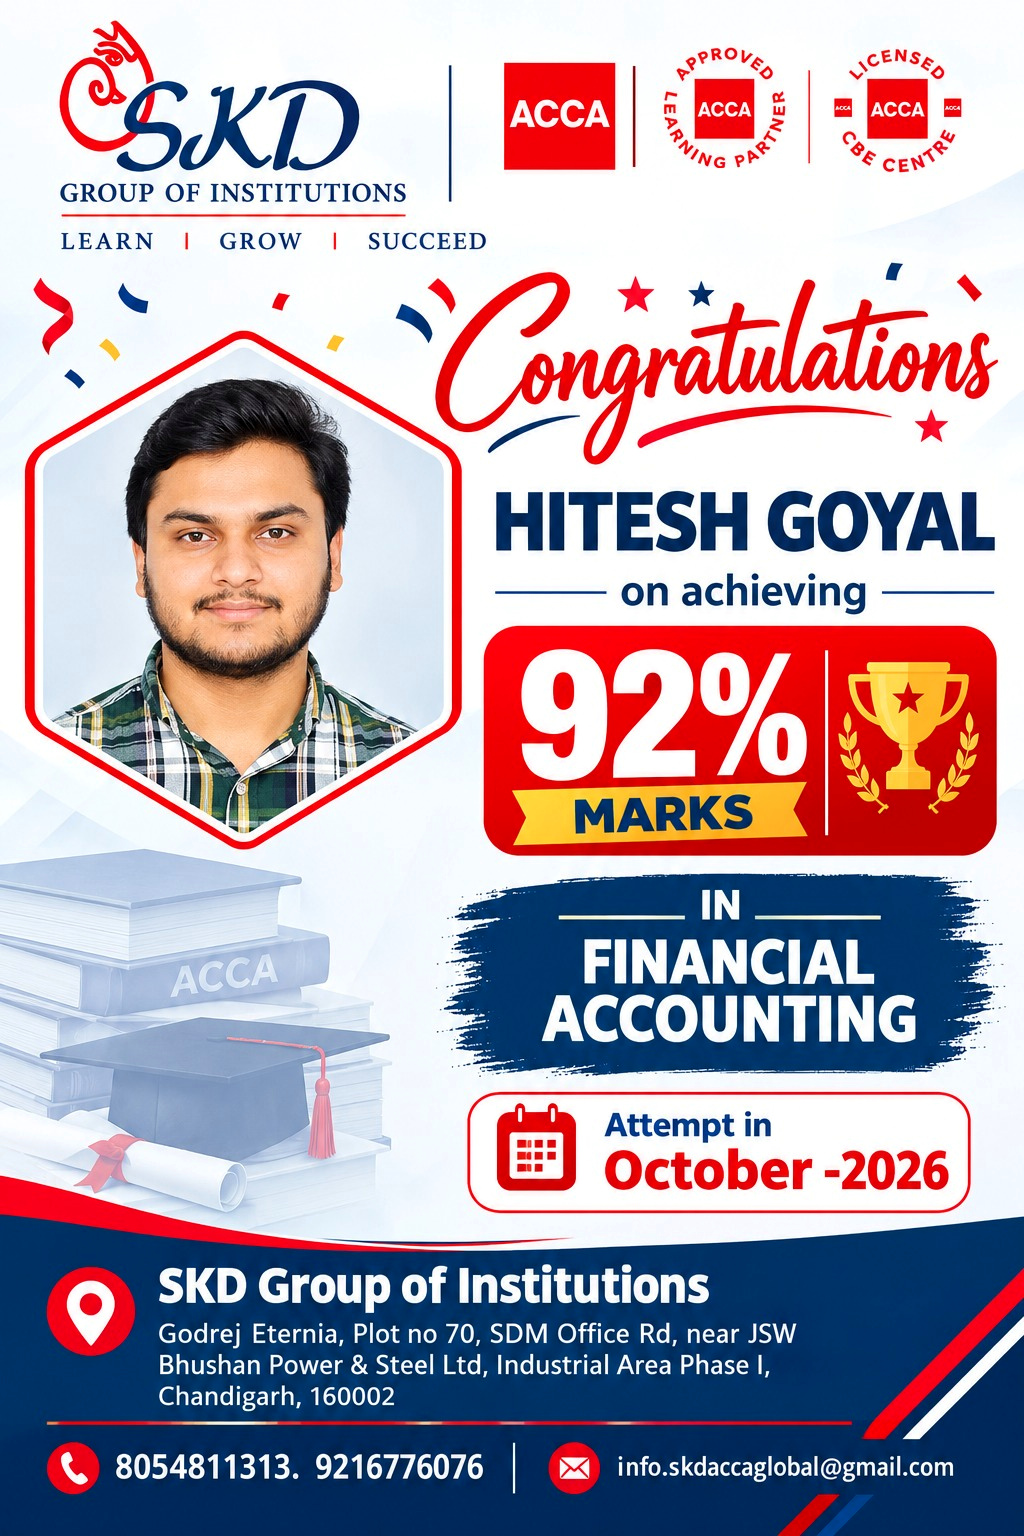 SKD
GROUP OF INSTITUTIONS
LEARN | GROW | SUCCEED
ACCA
APPROVED
ACCA
LEARNING PARTNER
LICENSED
ACCA ACCA ACCA
CBE CENTRE
Congratulations
HITESH GOYAL
on achieving
92%
MARKS
IN
FINANCIAL
ACCOUNTING
ACCA
Attempt in
October -2026
SKD Group of Institutions
Godrej Eternia, Plot no 70, SDM Office Rd, near JSW
Bhushan Power & Steel Ltd, Industrial Area Phase I,
Chandigarh, 160002
8054811313. 9216776076
info.skdaccaglobal@gmail.com